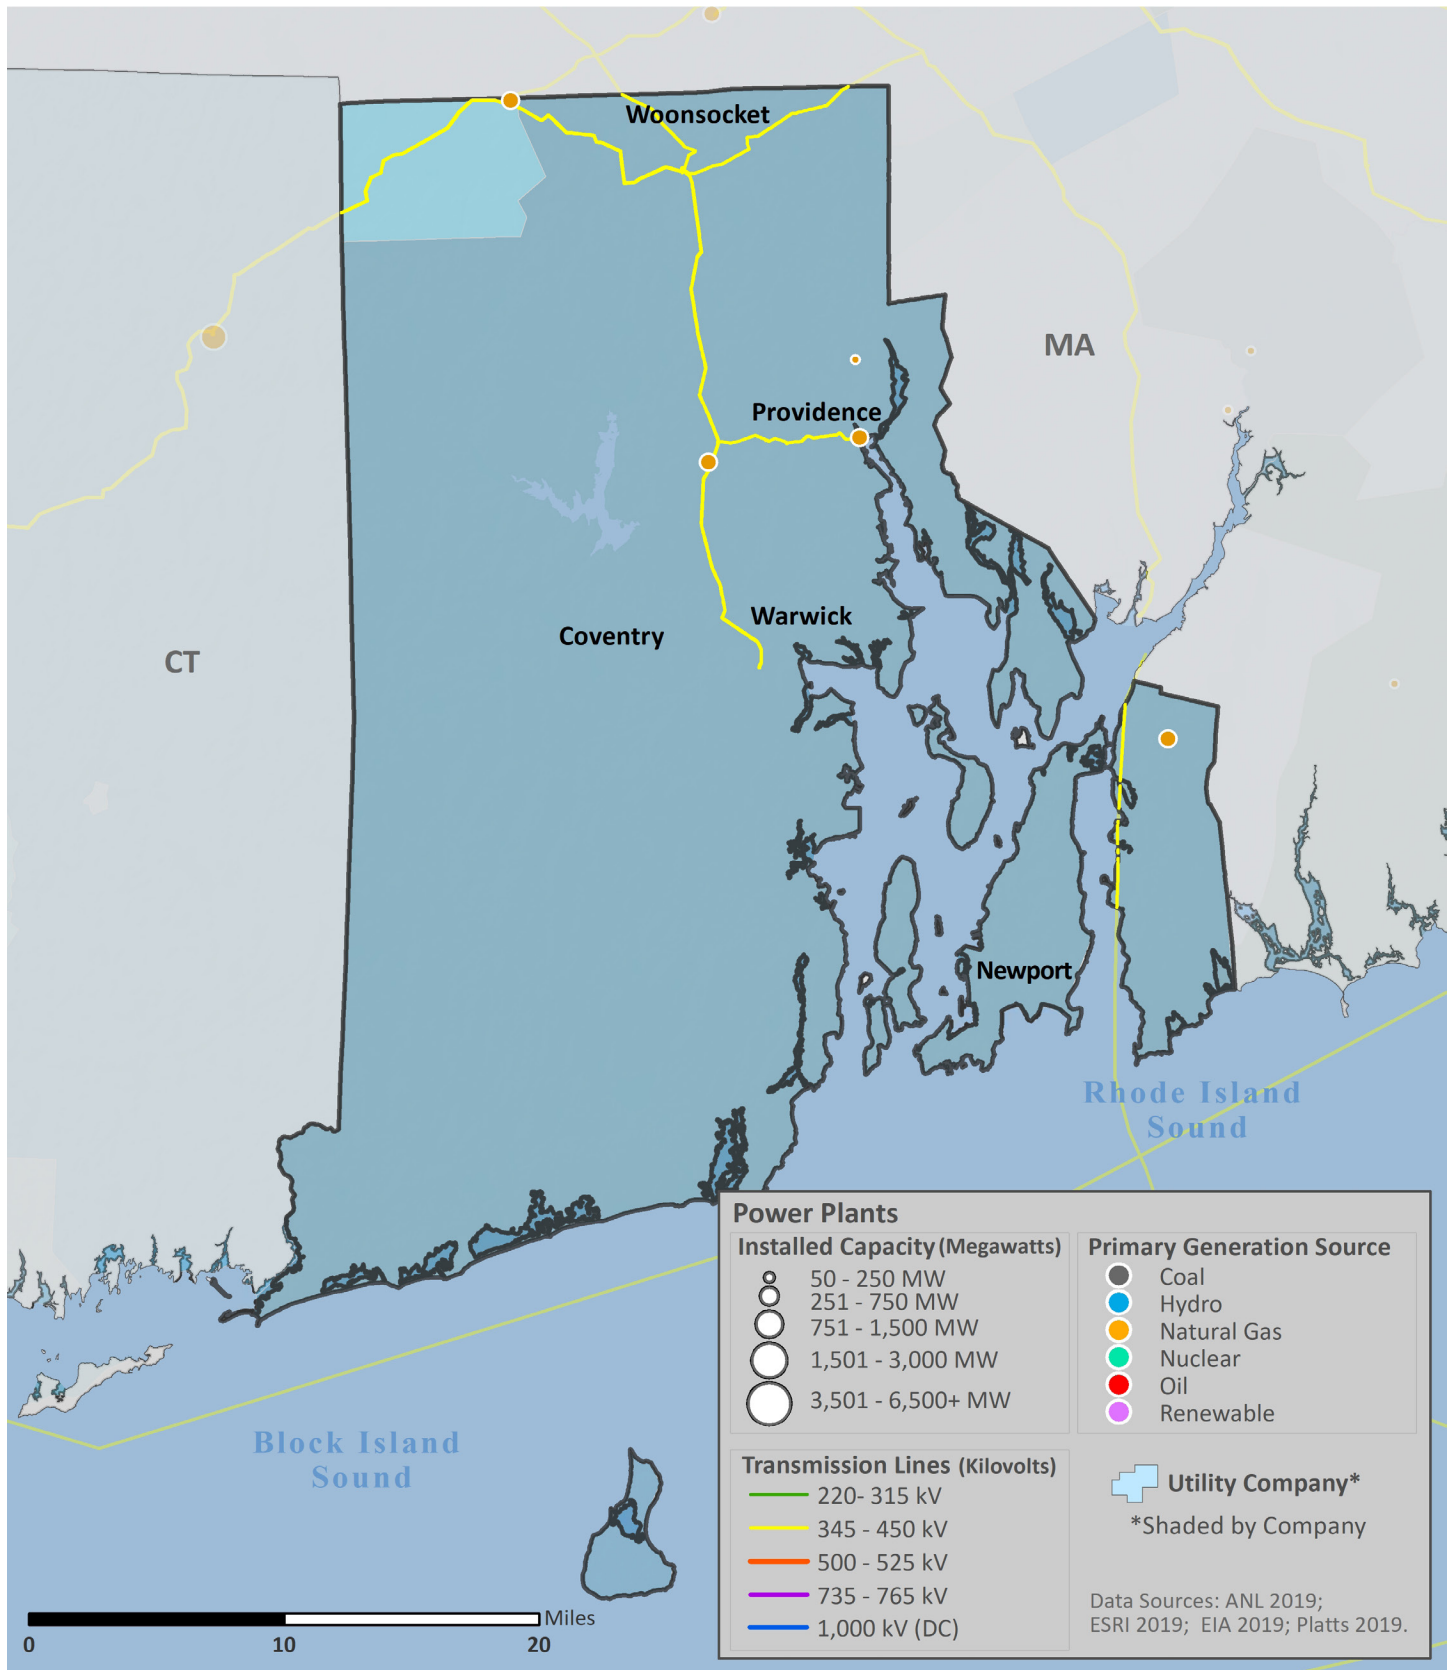 Woonsocket
MA
Providence
Warwick
Coventry
CT
Newport
Rhode Island
Sound
Block Island
Sound
Power Plants
Installed Capacity (Megawatts)
50 - 250 MW
251 - 750 MW
751 - 1,500 MW
1,501 - 3,000 MW
3,501 - 6,500+ MW
Primary Generation Source
Coal
Hydro
Natural Gas
Nuclear
Oil
Renewable
Transmission Lines (Kilovolts)
220- 315 kV
345 - 450 kV
500 - 525 kV
735 - 765 kV
1,000 kV (DC)
Utility Company*
*Shaded by Company
Data Sources: ANL 2019;
ESRI 2019; EIA 2019; Platts 2019.
Miles
0 10 20